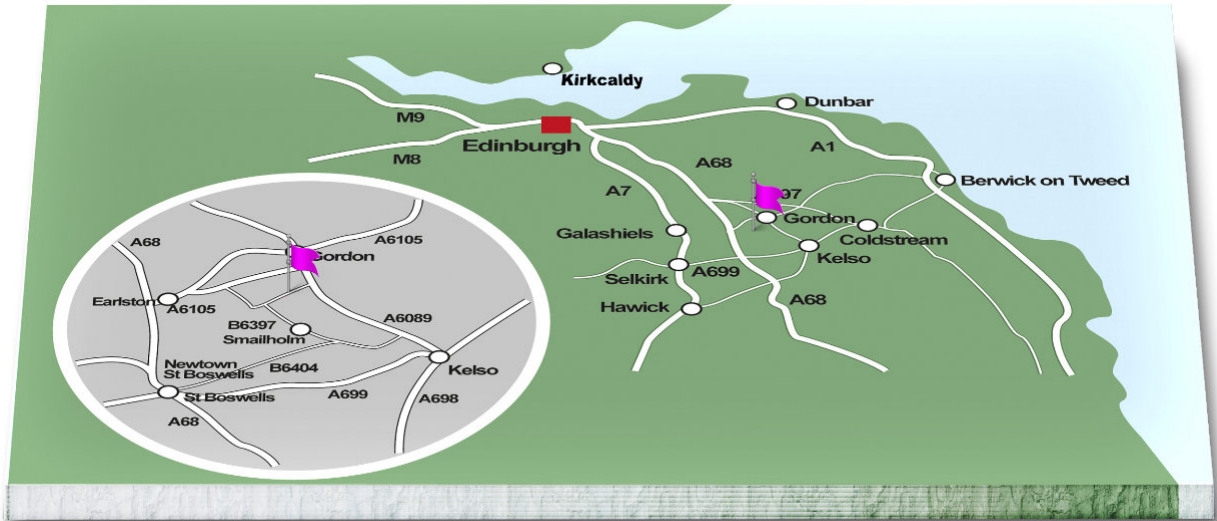 Kirkcaldy
Dunbar
M9
Edinburgh
A1
M8
A68
Berwick on Tweed
A7
97
Gordon
Galashiels
Coldstream
Kelso
A699
Selkirk
A68
Hawick
A68
A6105
Gordon
Earlston
A6105
B6397
Smailholm
A6089
Newtown
St Boswells
B6404
Kelso
St Boswells
A699
A698
A68